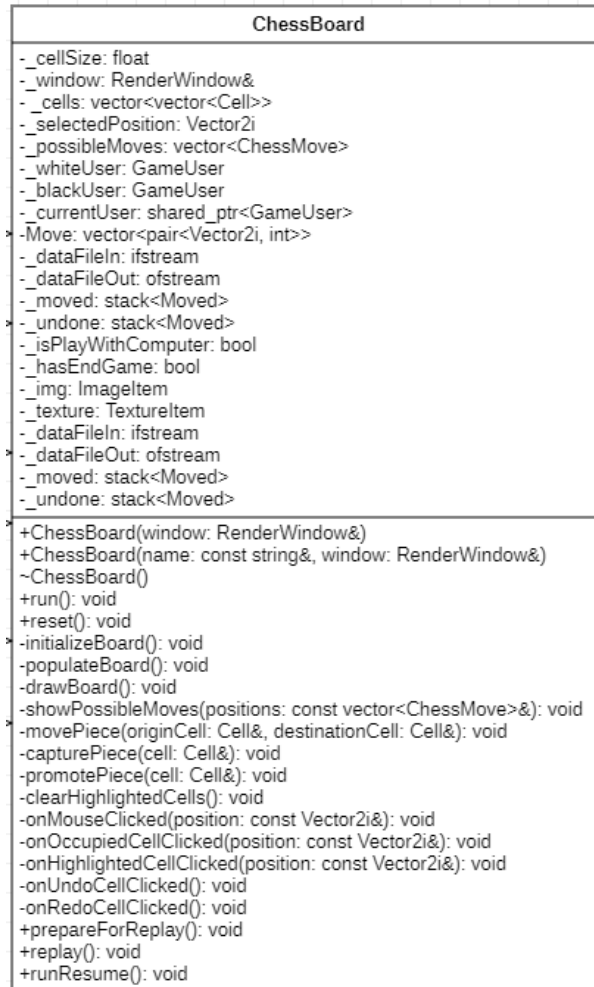 ChessBoard
-_cellSize: float
-_window: RenderWindow&
- _cells: vector<vector<Cell>>
-_selectedPosition: Vector2i
-_possibleMoves: vector<ChessMove>
-_whiteUser: GameUser
-_blackUser: GameUser
-_currentUser: shared_ptr<GameUser>
-Move: vector<pair<Vector2i, int>>
-_dataFileIn: ifstream
-_dataFileOut: ofstream
-_moved: stack<Moved>
-_undone: stack<Moved>
-_isPlayWithComputer: bool
-_hasEndGame: bool
-_img: ImageItem
-_texture: TextureItem
-_dataFileIn: ifstream
-_dataFileOut: ofstream
-_moved: stack<Moved>
-_undone: stack<Moved>
+ChessBoard(window: RenderWindow&)
+ChessBoard(name: const string&, window: RenderWindow&)
~ChessBoard()
+run(): void
+reset(): void
-initializeBoard(): void
-populateBoard(): void
-drawBoard(): void
-showPossibleMoves(positions: const vector<ChessMove>&): void
-movePiece(originCell: Cell&, destinationCell: Cell&): void
-capturePiece(cell: Cell&): void
-promotePiece(cell: Cell&): void
-clearHighlightedCells(): void
-onMouseClicked(position: const Vector2i&): void
-onOccupiedCellClicked(position: const Vector2i&): void
-onHighlightedCellClicked(position: const Vector2i&): void
-onUndoCellClicked(): void
-onRedoCellClicked(): void
+prepareForReplay(): void
+replay(): void
+runResume(): void